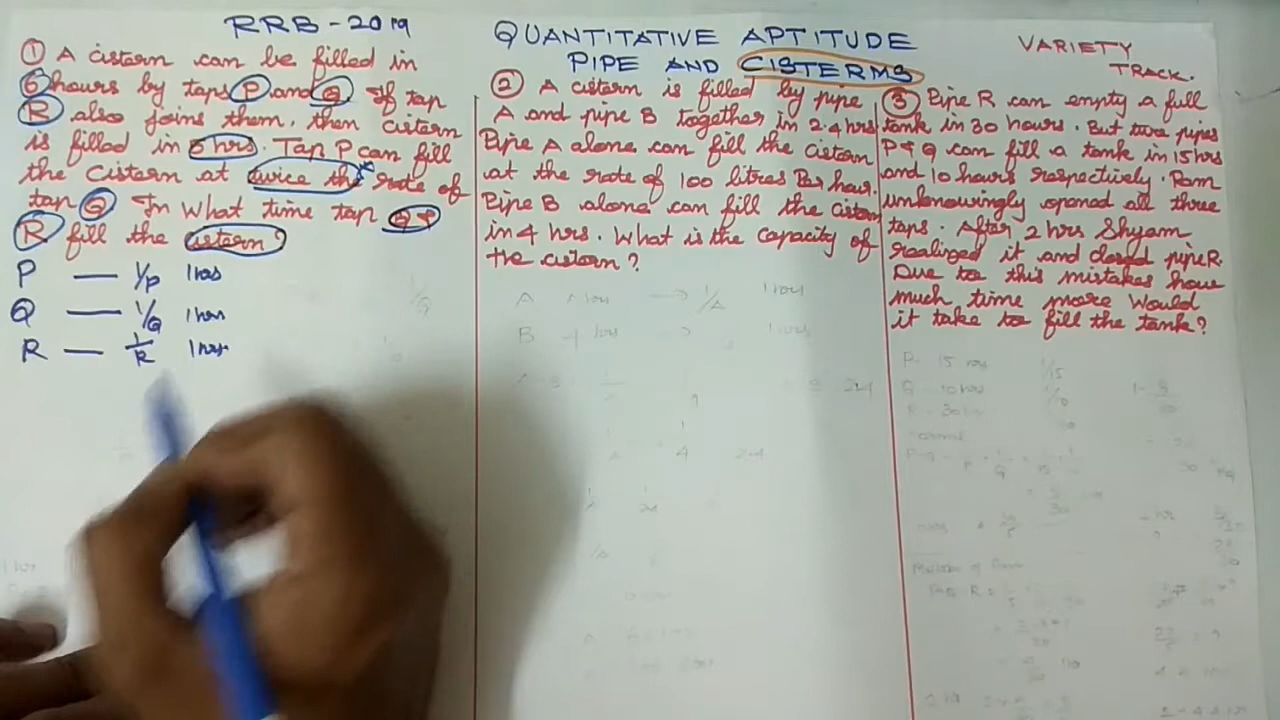 RRB-2019
QUANTITATIVE APTITUDE
PIPE AND CISTERMS
VARIETY
TRACK.
① A cistern can be filled in
6 hours by taps P and Q. If tap
R also joins them, then cistern
is filled in 5 hrs. Tap P can fill
the Cistern at twice the rate of
tap Q. In What time tap Q &
R fill the cistern?
P — 1/P 1 hrs
Q — 1/Q 1 hrs
R — 1/R 1 hrs
② A cistern is filled by pipe
A and pipe B together in 2.4 hrs
Pipe A alone can fill the cistern
at the rate of 100 litres Per hour.
Pipe B alone can fill the cistern
in 4 hrs. What is the capacity of
the cistern?
③ Pipe R can empty a full
tank in 30 hours. But two pipes
P & Q can fill a tank in 15 hrs
and 10 hours respectively. Ram
unknowingly opened all three
taps. After 2 hrs Shyam
realized it and closed pipe R.
Due to this mistakes how
much time more Would
it take to fill the tank?